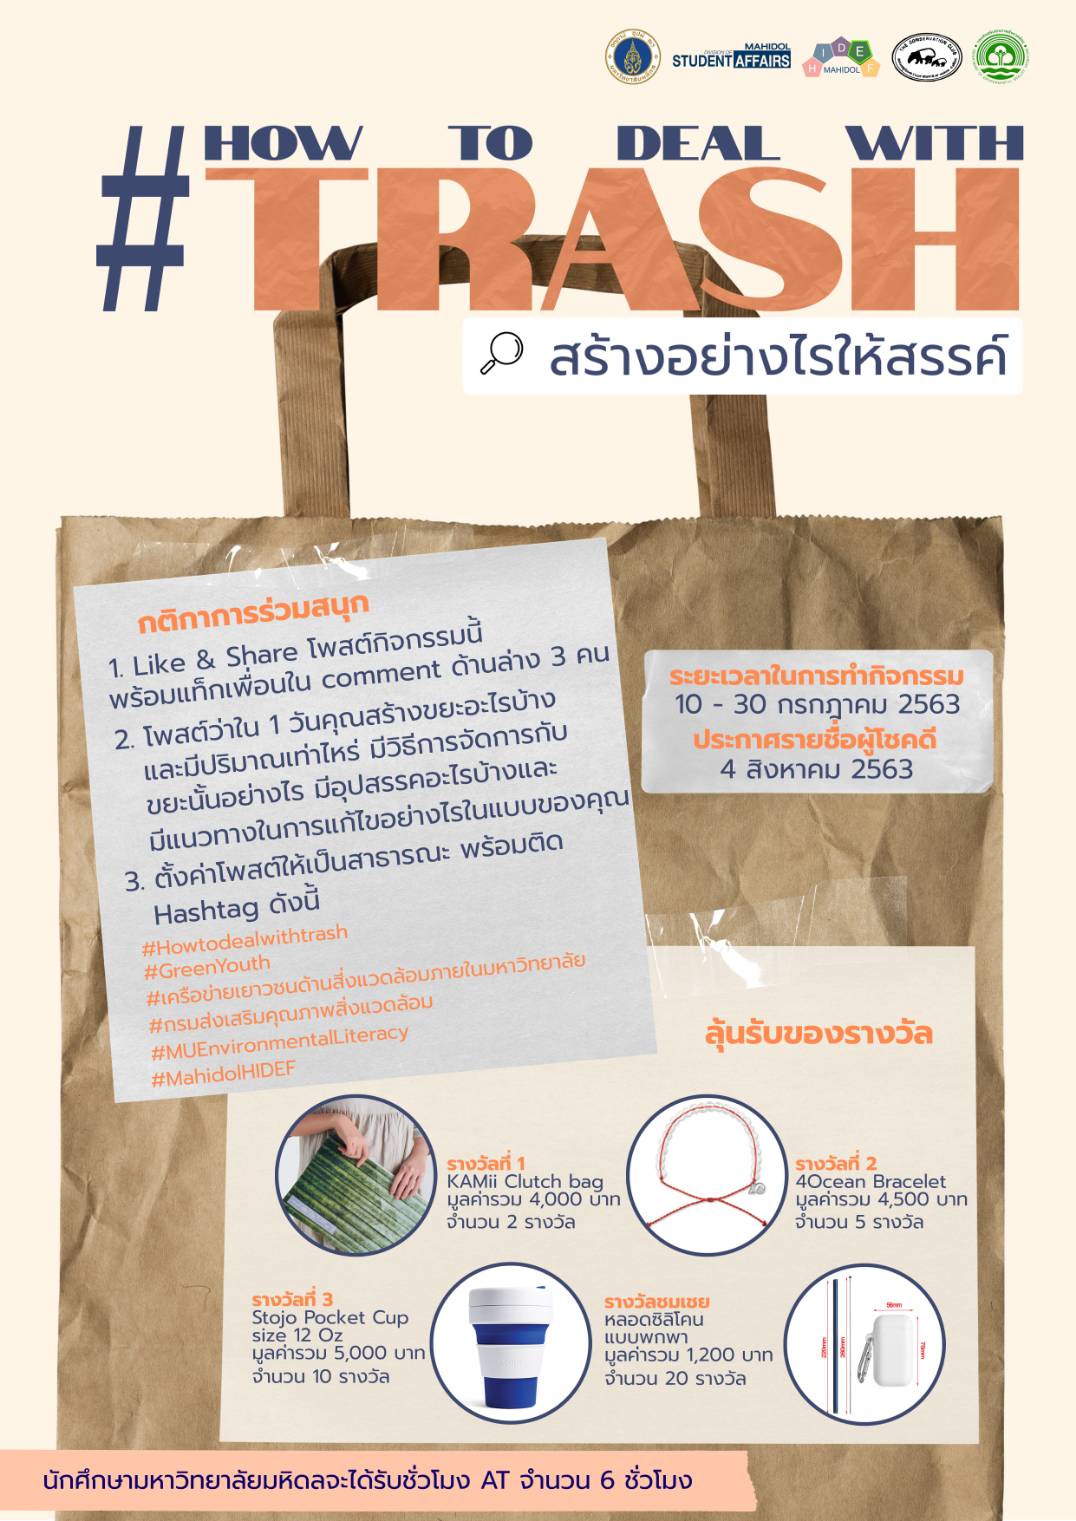 DIVISION OF MAHIDOL
STUDENT AFFAIRS
HIDEF
MAHIDOL
THE CONSERVATION CLUB
#HOW TO DEAL WITH
TRASH
สร้างอย่างไรให้สรรค์
กติกาการร่วมสนุก
1. Like & Share โพสต์กิจกรรมนี้
พร้อมแท็กเพื่อนใน comment ด้านล่าง 3 คน
2. โพสต์ว่าใน 1 วันคุณสร้างขยะอะไรบ้าง
และมีปริมาณเท่าไหร่ มีวิธีการจัดการกับ
ขยะนั้นอย่างไร มีอุปสรรคอะไรบ้างและ
มีแนวทางในการแก้ไขอย่างไรในแบบของคุณ
3. ตั้งค่าโพสต์ให้เป็นสาธารณะ พร้อมติด
Hashtag ดังนี้
#Howtodealwithtrash
#GreenYouth
#เครือข่ายเยาวชนด้านสิ่งแวดล้อมภายในมหาวิทยาลัย
#กรมส่งเสริมคุณภาพสิ่งแวดล้อม
#MUEnvironmentalLiteracy
#MahidolHIDEF
ระยะเวลาในการทำกิจกรรม
10 - 30 กรกฎาคม 2563
ประกาศรายชื่อผู้โชคดี
4 สิงหาคม 2563
ลุ้นรับของรางวัล
รางวัลที่ 1
KAMii Clutch bag
มูลค่ารวม 4,000 บาท
จำนวน 2 รางวัล
รางวัลที่ 2
4Ocean Bracelet
มูลค่ารวม 4,500 บาท
จำนวน 5 รางวัล
รางวัลที่ 3
Stojo Pocket Cup
size 12 Oz
มูลค่ารวม 5,000 บาท
จำนวน 10 รางวัล
รางวัลชมเชย
หลอดซิลิโคน
แบบพกพา
มูลค่ารวม 1,200 บาท
จำนวน 20 รางวัล
56mm
220mm
นักศึกษามหาวิทยาลัยมหิดลจะได้รับชั่วโมง AT จำนวน 6 ชั่วโมง